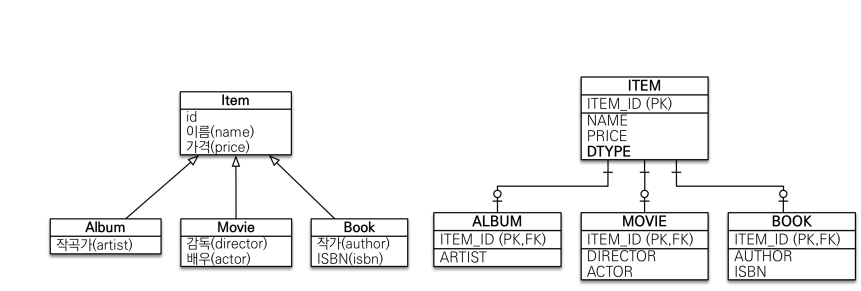 Item
id
이름(name)
가격(price)
Album
작곡가(artist)
Movie
감독(director)
배우(actor)
Book
작가(author)
ISBN(isbn)
ITEM
ITEM_ID (PK)
NAME
PRICE
DTYPE
ALBUM
ITEM_ID (PK,FK)
ARTIST
MOVIE
ITEM_ID (PK,FK)
DIRECTOR
ACTOR
BOOK
ITEM_ID (PK,FK)
AUTHOR
ISBN